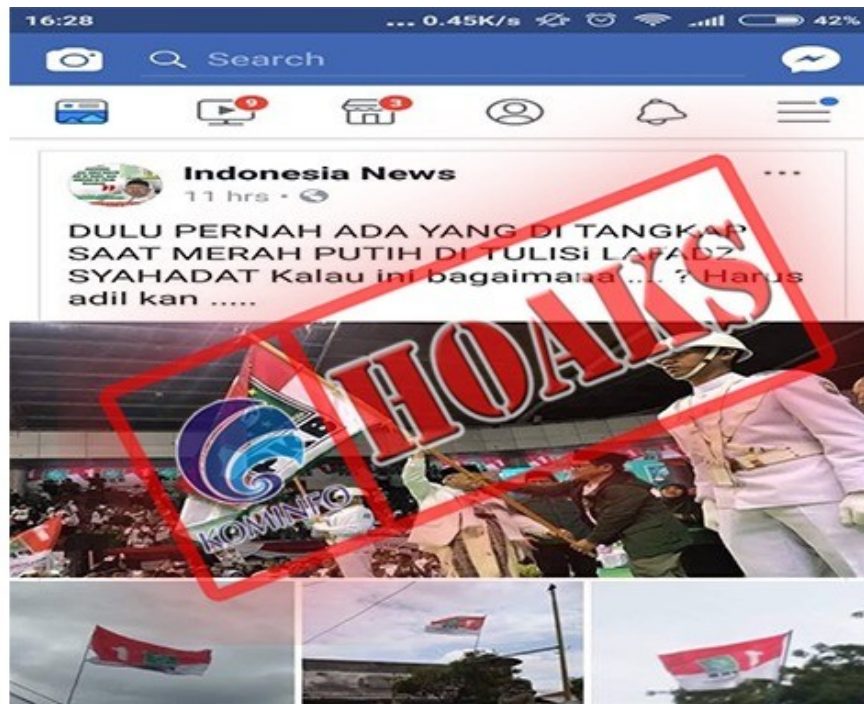 16:28
... 0.45K/s
42%
Search
9
3
Indonesia News
11 hrs
DULU PERNAH ADA YANG DI TANGKAP
SAAT MERAH PUTIH DI TULISi LAFADZ
SYAHADAT Kalau ini bagaimana .... ? Harus
adil kan .....
HOAKS
KOMINFO